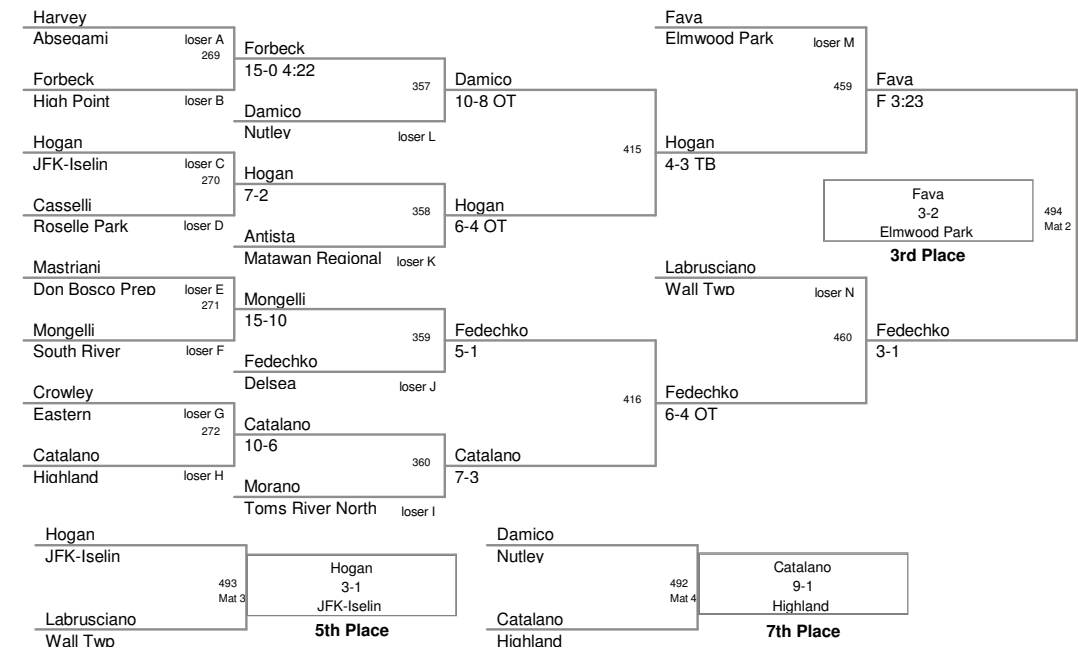 Harvey
Absegami
loser A
269
Forbeck
High Point
loser B
Forbeck
15-0 4:22
357
Damico
Nutley
loser L
Damico
10-8 OT
Hogan
JFK-Iselin
loser C
270
Casselli
Roselle Park
loser D
Hogan
7-2
358
Antista
Matawan Regional
loser K
Hogan
6-4 OT
415
Mastriani
Don Bosco Prep
loser E
271
Mongelli
South River
loser F
Mongelli
15-10
359
Fedechko
Delsea
loser J
Fedechko
5-1
Crowley
Eastern
loser G
272
Catalano
Highland
loser H
Catalano
10-6
360
Morano
Toms River North
loser I
Catalano
7-3
416
Fava
Elmwood Park
loser M
459
Hogan
4-3 TB
Fava
F 3:23
Fava
3-2
Elmwood Park
3rd Place
494
Mat 2
Labrusciano
Wall Twp
loser N
460
Fedechko
6-4 OT
Fedechko
3-1
Hogan
JFK-Iselin
493
Mat 3
Labrusciano
Wall Twp
Hogan
3-1
JFK-Iselin
5th Place
Damico
Nutley
492
Mat 4
Catalano
Highland
Catalano
9-1
Highland
7th Place